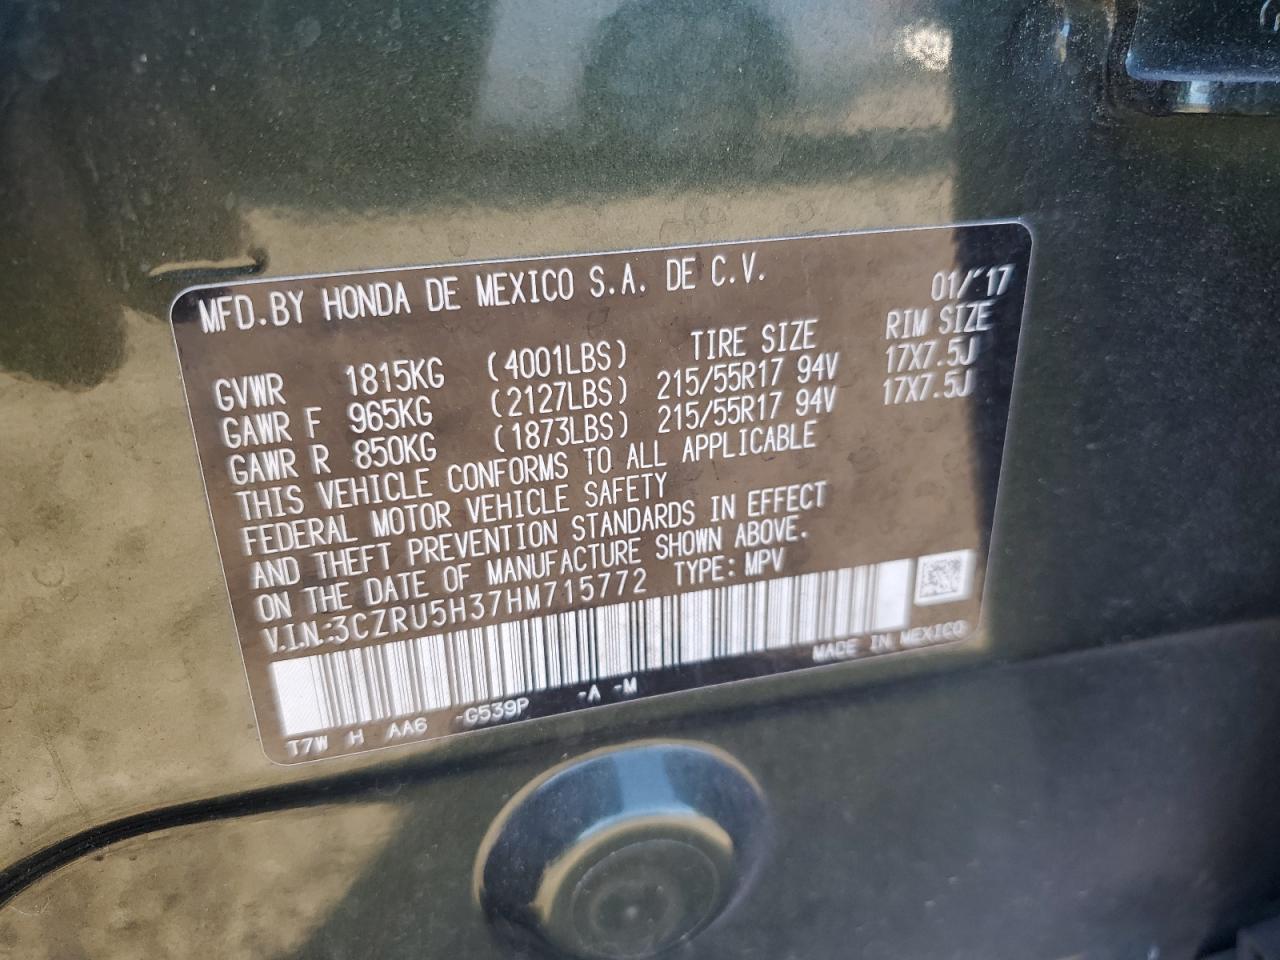 MFD.BY HONDA DE MEXICO S.A. DE C.V. 01/'17
TIRE SIZE RIM SIZE
GVWR 1815KG (4001LBS)
GAWR F 965KG (2127LBS) 215/55R17 94V 17X7.5J
GAWR R 850KG (1873LBS) 215/55R17 94V 17X7.5J
THIS VEHICLE CONFORMS TO ALL APPLICABLE
FEDERAL MOTOR VEHICLE SAFETY
AND THEFT PREVENTION STANDARDS IN EFFECT
ON THE DATE OF MANUFACTURE SHOWN ABOVE.
V.I.N.:3CZRU5H37HM715772 TYPE: MPV
MADE IN MEXICO
T7W H AA6 -G539P -A -M